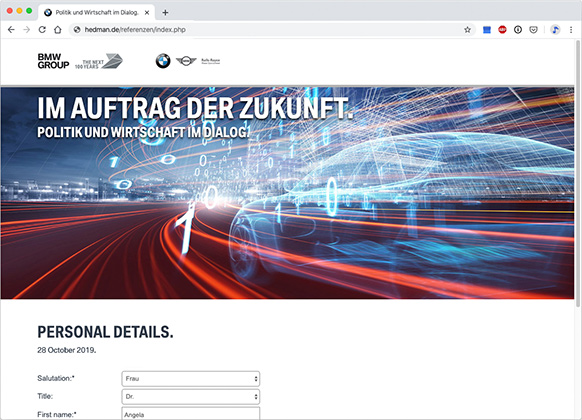 Politik und Wirtschaft im Dialog.
hedman.de/referenzen/index.php
BMW
GROUP
THE NEXT
100 YEARS
MINI
Rolls-Royce
IM AUFTRAG DER ZUKUNFT.
POLITIK UND WIRTSCHAFT IM DIALOG.
PERSONAL DETAILS.
28 October 2019.
Salutation:* Frau
Title: Dr.
First name:* Angela